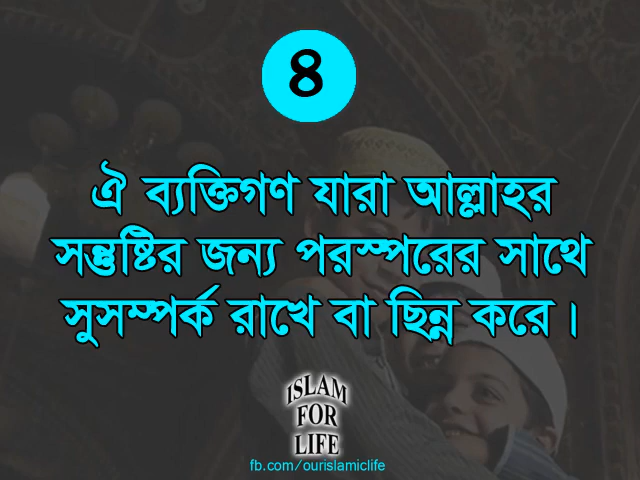 ৪
ঐ ব্যক্তিগণ যারা আল্লাহর
সন্তুষ্টির জন্য পরস্পরের সাথে
সুসম্পর্ক রাখে বা ছিন্ন করে।
ISLAM
FOR
LIFE
fb.com/ourislamiclife